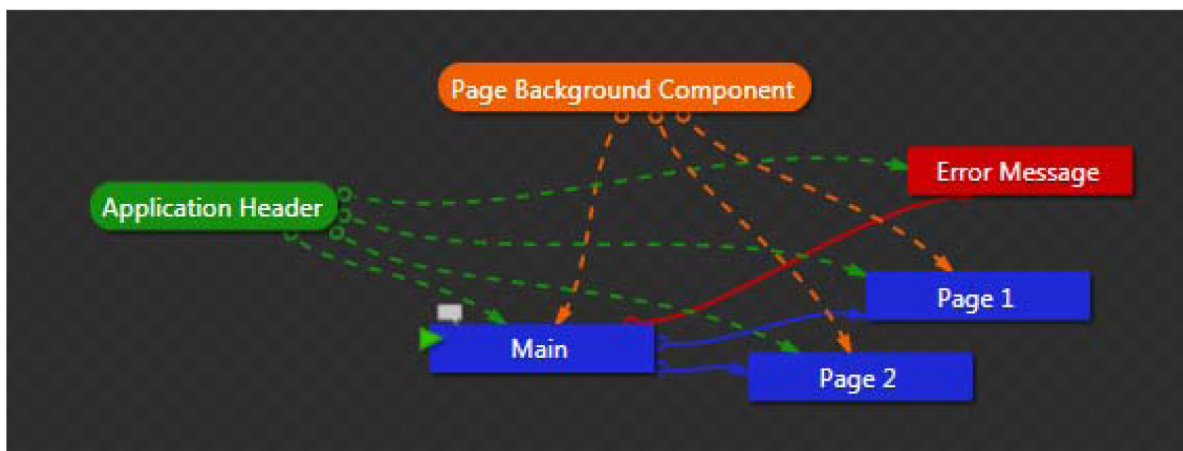 Page Background Component
Error Message
Application Header
Page 1
Main
Page 2